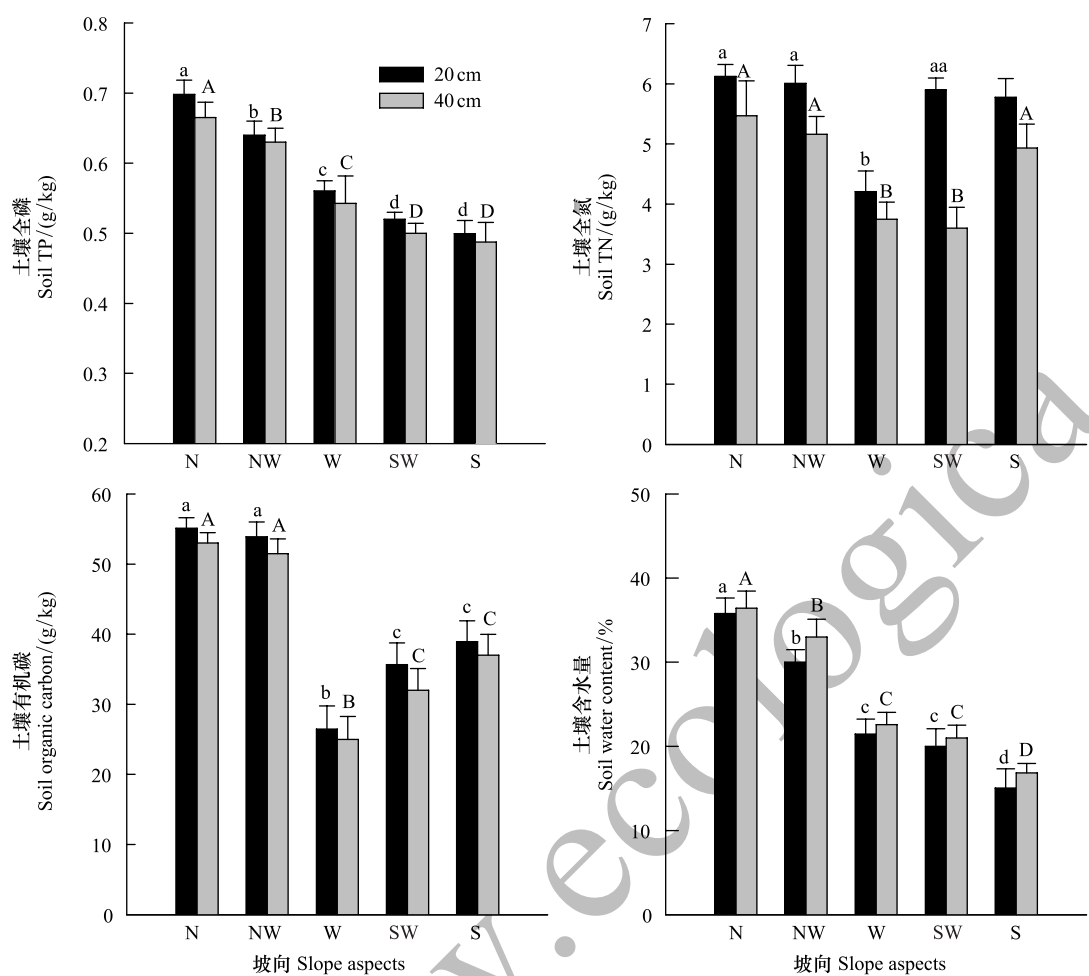 土壤全磷
Soil TP/(g/kg)
0.8
0.7
0.6
0.5
0.4
0.3
0.2
a
A
b
B
c
C
d
D
d
D
20 cm
40 cm
N
NW
W
SW
S
土壤全氮
Soil TN/(g/kg)
7
6
5
4
3
2
1
0
a
A
a
A
b
B
aa
B
A
N
NW
W
SW
S
土壤有机碳
Soil organic carbon/(g/kg)
60
50
40
30
20
10
0
a
A
a
A
b
B
c
C
c
C
N
NW
W
SW
S
坡向 Slope aspects
土壤含水量
Soil water content/%
50
40
30
20
10
0
a
A
b
B
c
C
c
C
d
D
N
NW
W
SW
S
坡向 Slope aspects
.ecologica